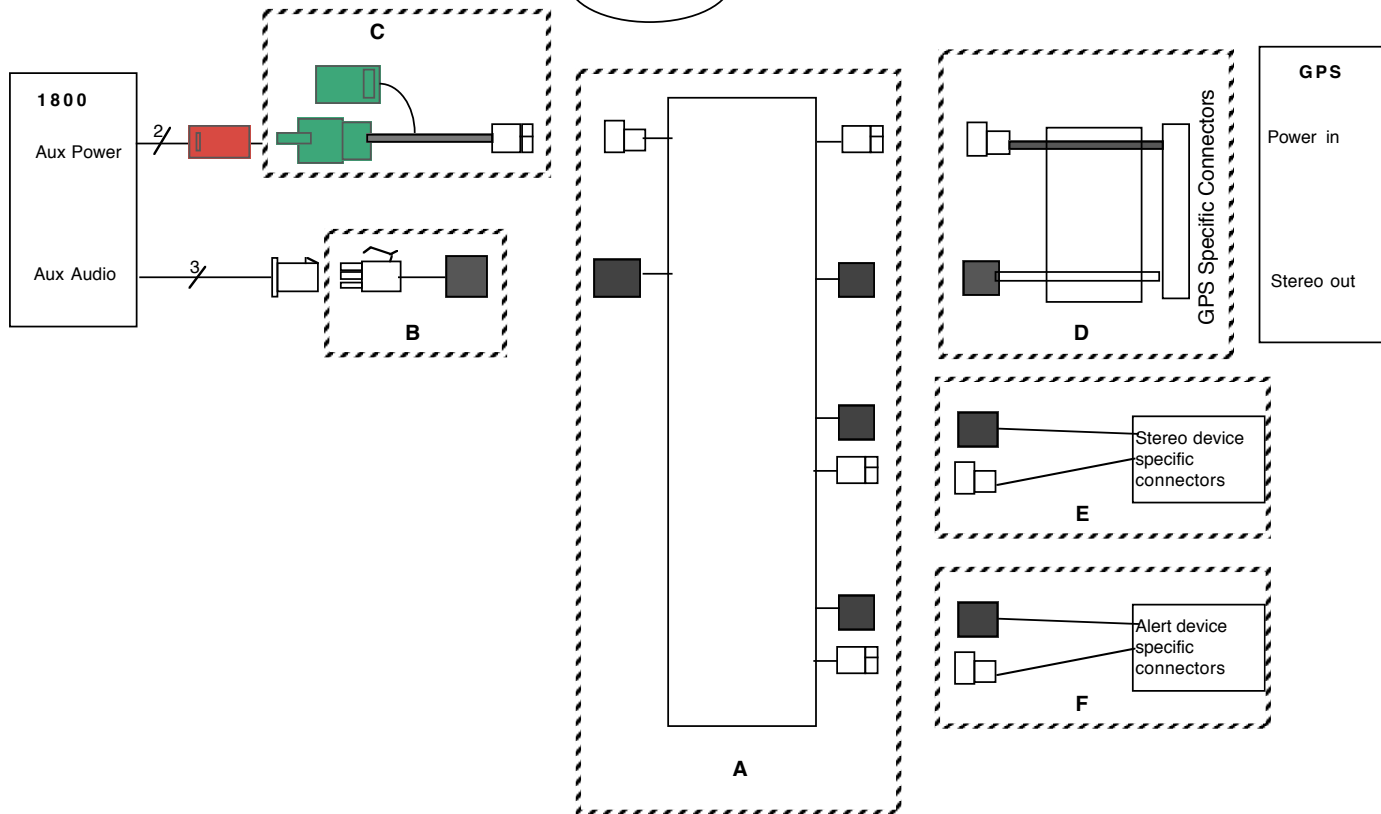 C
1800
2
Aux Power
Aux Audio
3
B
A
GPS
Power in
Stereo out
GPS Specific Connectors
D
Stereo device
specific
connectors
E
Alert device
specific
connectors
F